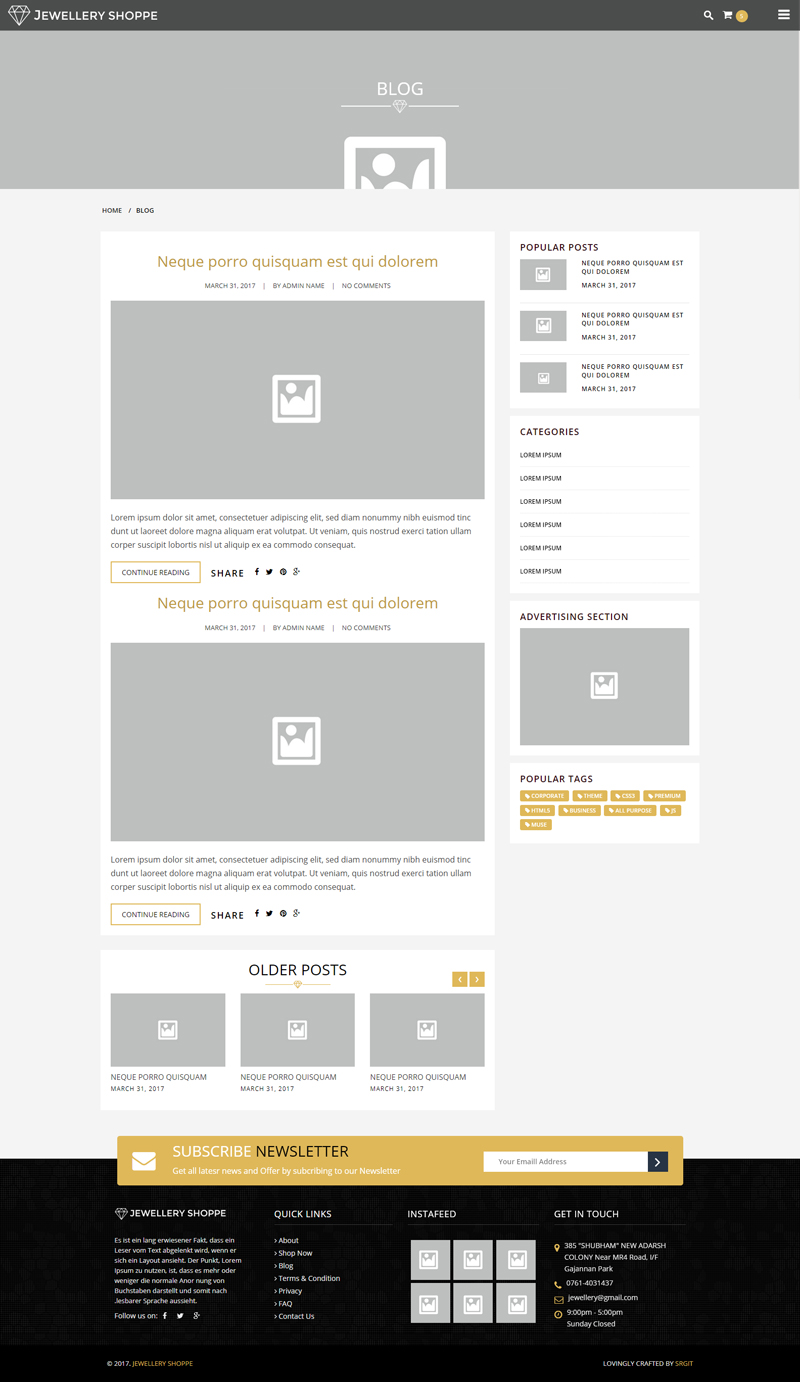 JEWELLERY SHOPPE
BLOG
HOME / BLOG
Neque porro quisquam est qui dolorem
MARCH 31, 2017 | BY ADMIN NAME | NO COMMENTS
Lorem ipsum dolor sit amet, consectetuer adipiscing elit, sed diam nonummy nibh euismod tinc
dunt ut laoreet dolore magna aliquam erat volutpat. Ut veniam, quis nostrud exerci tation ullam
corper suscipit lobortis nisl ut aliquip ex ea commodo consequat.
CONTINUE READING SHARE
Neque porro quisquam est qui dolorem
MARCH 31, 2017 | BY ADMIN NAME | NO COMMENTS
Lorem ipsum dolor sit amet, consectetuer adipiscing elit, sed diam nonummy nibh euismod tinc
dunt ut laoreet dolore magna aliquam erat volutpat. Ut veniam, quis nostrud exerci tation ullam
corper suscipit lobortis nisl ut aliquip ex ea commodo consequat.
CONTINUE READING SHARE
OLDER POSTS
NEQUE PORRO QUISQUAM
MARCH 31, 2017
NEQUE PORRO QUISQUAM
MARCH 31, 2017
NEQUE PORRO QUISQUAM
MARCH 31, 2017
POPULAR POSTS
NEQUE PORRO QUISQUAM EST
QUI DOLOREM
MARCH 31, 2017
NEQUE PORRO QUISQUAM EST
QUI DOLOREM
MARCH 31, 2017
NEQUE PORRO QUISQUAM EST
QUI DOLOREM
MARCH 31, 2017
CATEGORIES
LOREM IPSUM
LOREM IPSUM
LOREM IPSUM
LOREM IPSUM
LOREM IPSUM
LOREM IPSUM
ADVERTISING SECTION
POPULAR TAGS
CORPORATE THEME CSS3 PREMIUM
HTML5 BUSINESS ALL PURPOSE JS
MUSE
SUBSCRIBE NEWSLETTER
Get all latesr news and Offer by subcribing to our Newsletter
Your Emaill Address
JEWELLERY SHOPPE
Es ist ein lang erwiesener Fakt, dass ein
Leser vom Text abgelenkt wird, wenn er
sich ein Layout ansieht. Der Punkt, Lorem
Ipsum zu nutzen, ist, dass es mehr oder
weniger die normale Anor nung von
Buchstaben darstellt und somit nach
.lesbarer Sprache aussieht.
Follow us on:
QUICK LINKS
About
Shop Now
Blog
Terms & Condition
Privacy
FAQ
Contact Us
INSTAFEED
GET IN TOUCH
385 "SHUBHAM" NEW ADARSH
COLONY Near MR4 Road, I/F
Gajannan Park
0761-4031437
jewellery@gmail.com
9:00pm - 5:00pm
Sunday Closed
© 2017. JEWELLERY SHOPPE
LOVINGLY CRAFTED BY SRGIT